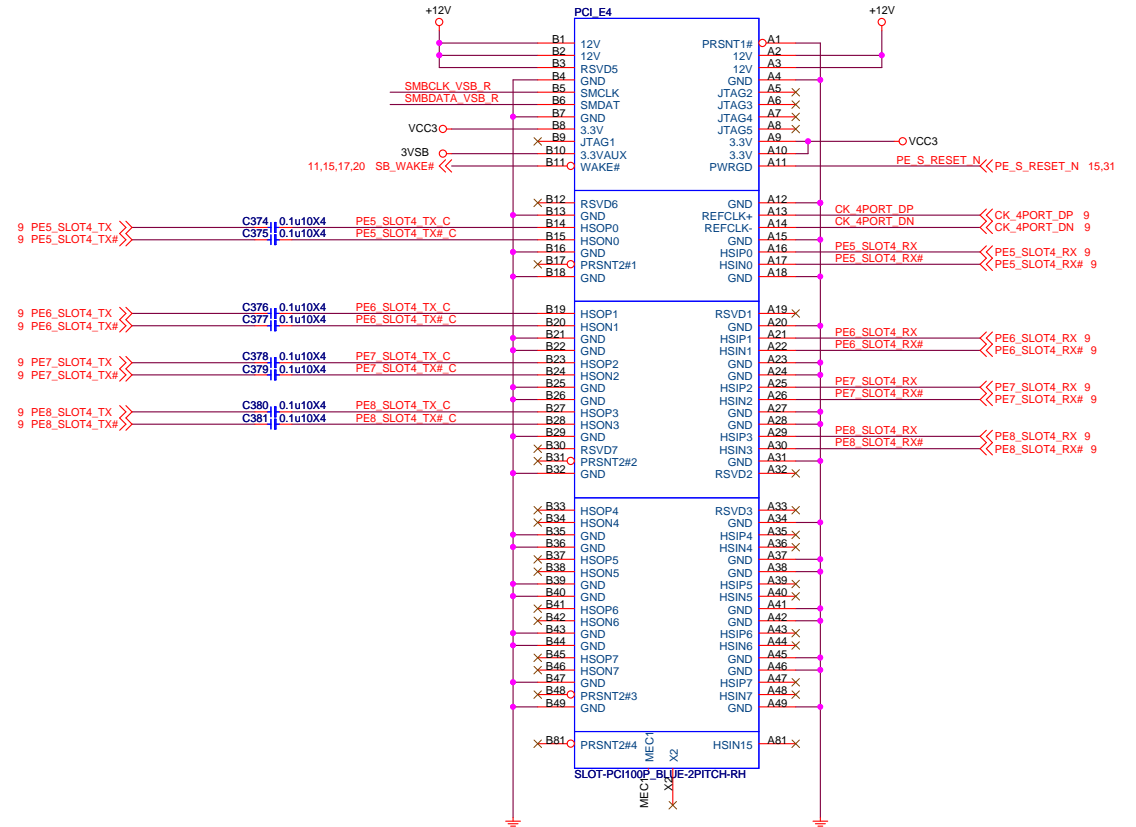 +12V
PCI_E4
+12V
B1 12V PRSNT1# A1
B2 12V 12V A2
B3 RSVD5 12V A3
B4 GND GND A4
SMBCLK_VSB_R B5 SMCLK JTAG2 A5
SMBDATA_VSB_R B6 SMDAT JTAG3 A6
B7 GND JTAG4 A7
VCC3 B8 3.3V JTAG5 A8
B9 JTAG1 3.3V A9 VCC3
3VSB B10 3.3VAUX 3.3V A10
11,15,17,20 SB_WAKE# B11 WAKE# PWRGD A11 PE_S_RESET_N PE_S_RESET_N 15,31
B12 RSVD6 GND A12
B13 GND REFCLK+ A13 CK_4PORT_DP CK_4PORT_DP 9
9 PE5_SLOT4_TX C374 0.1u10X4 PE5_SLOT4_TX_C B14 HSOP0 REFCLK- A14 CK_4PORT_DN CK_4PORT_DN 9
9 PE5_SLOT4_TX# C375 0.1u10X4 PE5_SLOT4_TX#_C B15 HSON0 GND A15
B16 GND HSIP0 A16 PE5_SLOT4_RX PE5_SLOT4_RX 9
B17 PRSNT2#1 HSIN0 A17 PE5_SLOT4_RX# PE5_SLOT4_RX# 9
B18 GND GND A18
9 PE6_SLOT4_TX C376 0.1u10X4 PE6_SLOT4_TX_C B19 HSOP1 RSVD1 A19
9 PE6_SLOT4_TX# C377 0.1u10X4 PE6_SLOT4_TX#_C B20 HSON1 GND A20
B21 GND HSIP1 A21 PE6_SLOT4_RX PE6_SLOT4_RX 9
B22 GND HSIN1 A22 PE6_SLOT4_RX# PE6_SLOT4_RX# 9
9 PE7_SLOT4_TX C378 0.1u10X4 PE7_SLOT4_TX_C B23 HSOP2 GND A23
9 PE7_SLOT4_TX# C379 0.1u10X4 PE7_SLOT4_TX#_C B24 HSON2 GND A24
B25 GND HSIP2 A25 PE7_SLOT4_RX PE7_SLOT4_RX 9
B26 GND HSIN2 A26 PE7_SLOT4_RX# PE7_SLOT4_RX# 9
9 PE8_SLOT4_TX C380 0.1u10X4 PE8_SLOT4_TX_C B27 HSOP3 GND A27
9 PE8_SLOT4_TX# C381 0.1u10X4 PE8_SLOT4_TX#_C B28 HSON3 GND A28
B29 GND HSIP3 A29 PE8_SLOT4_RX PE8_SLOT4_RX 9
B30 RSVD7 HSIN3 A30 PE8_SLOT4_RX# PE8_SLOT4_RX# 9
B31 PRSNT2#2 GND A31
B32 GND RSVD2 A32
B33 HSOP4 RSVD3 A33
B34 HSON4 GND A34
B35 GND HSIP4 A35
B36 GND HSIN4 A36
B37 HSOP5 GND A37
B38 HSON5 GND A38
B39 GND HSIP5 A39
B40 GND HSIN5 A40
B41 HSOP6 GND A41
B42 HSON6 GND A42
B43 GND HSIP6 A43
B44 GND HSIN6 A44
B45 HSOP7 GND A45
B46 HSON7 GND A46
B47 GND HSIP7 A47
B48 PRSNT2#3 HSIN7 A48
B49 GND GND A49
B81 PRSNT2#4 MEC1 X2 HSIN15 A81
SLOT-PCI100P_BLUE-2PITCH-RH
MEC1 X2